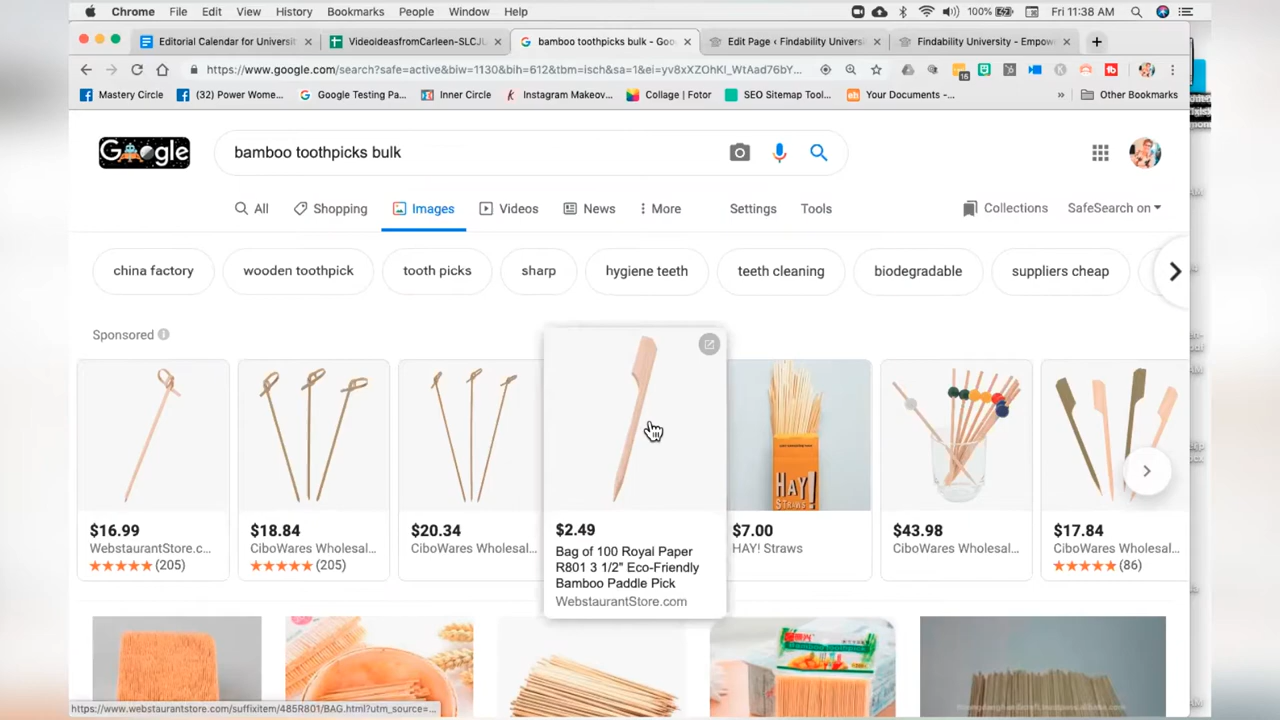 Chrome File Edit View History Bookmarks People Window Help 100% Fri 11:38 AM
Editorial Calendar for Universit × VideoIdeasfromCarleen-SLCJU × bamboo toothpicks bulk - Goo × Edit Page ‹ Findability Universi × Findability University - Empow × +
https://www.google.com/search?safe=active&biw=1130&bih=612&tbm=isch&sa=1&ei=yv8xXZOhKI_WtAad76bY... 16
Mastery Circle (32) Power Wome... Google Testing Pa... Inner Circle Instagram Makeov... Collage | Fotor SEO Sitemap Tool... Your Documents -... » Other Bookmarks
Google bamboo toothpicks bulk
All Shopping Images Videos News More Settings Tools Collections SafeSearch on
china factory wooden toothpick tooth picks sharp hygiene teeth teeth cleaning biodegradable suppliers cheap
Sponsored
HAY!
STRAWS
$16.99 $18.84 $20.34 $2.49 $7.00 $43.98 $17.84
WebstaurantStore.c... CiboWares Wholesal... CiboWares Wholesal... Bag of 100 Royal Paper HAY! Straws CiboWares Wholesal... CiboWares Wholesal...
★★★★★ (205) ★★★★★ (205) R801 3 1/2" Eco-Friendly ★★★★★ (86)
Bamboo Paddle Pick
WebstaurantStore.com
https://www.webstaurantstore.com/suffixitem/485R801/BAG.html?utm_source=...